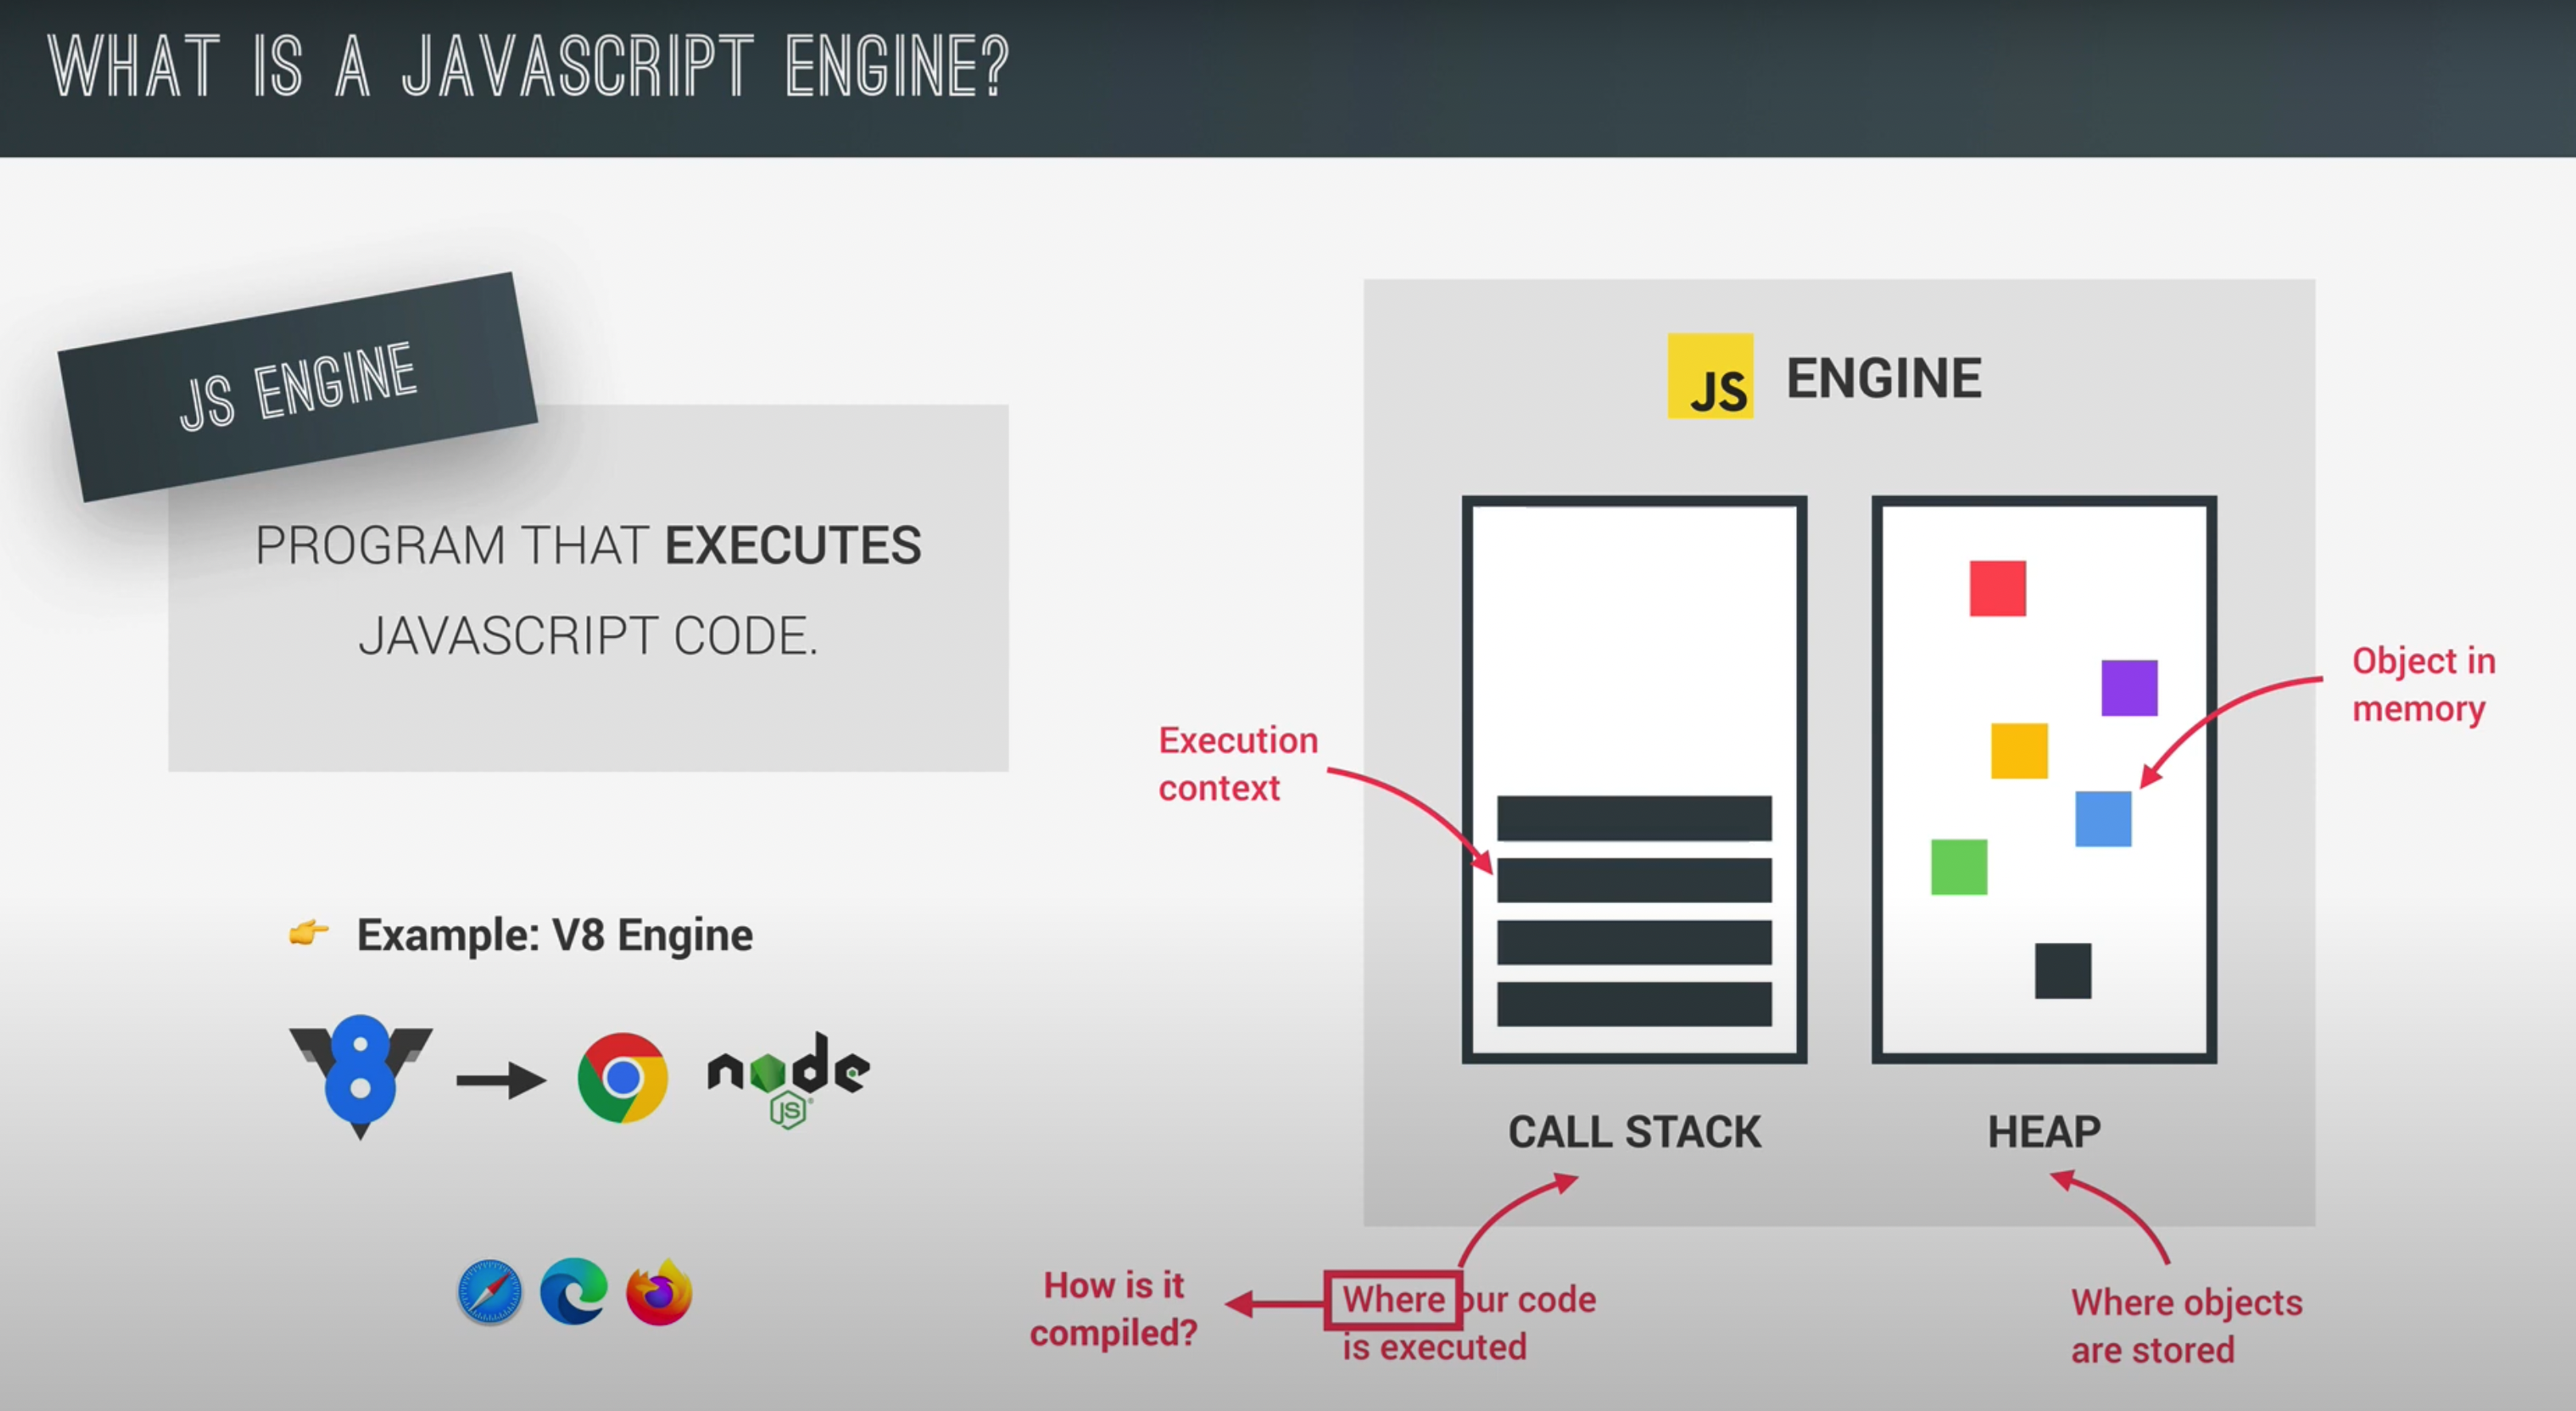 WHAT IS A JAVASCRIPT ENGINE?
JS ENGINE
PROGRAM THAT EXECUTES
JAVASCRIPT CODE.
👉 Example: V8 Engine
V8
node
JS
JS ENGINE
Execution
context
Object in
memory
CALL STACK
HEAP
How is it
compiled?
Where our code
is executed
Where objects
are stored